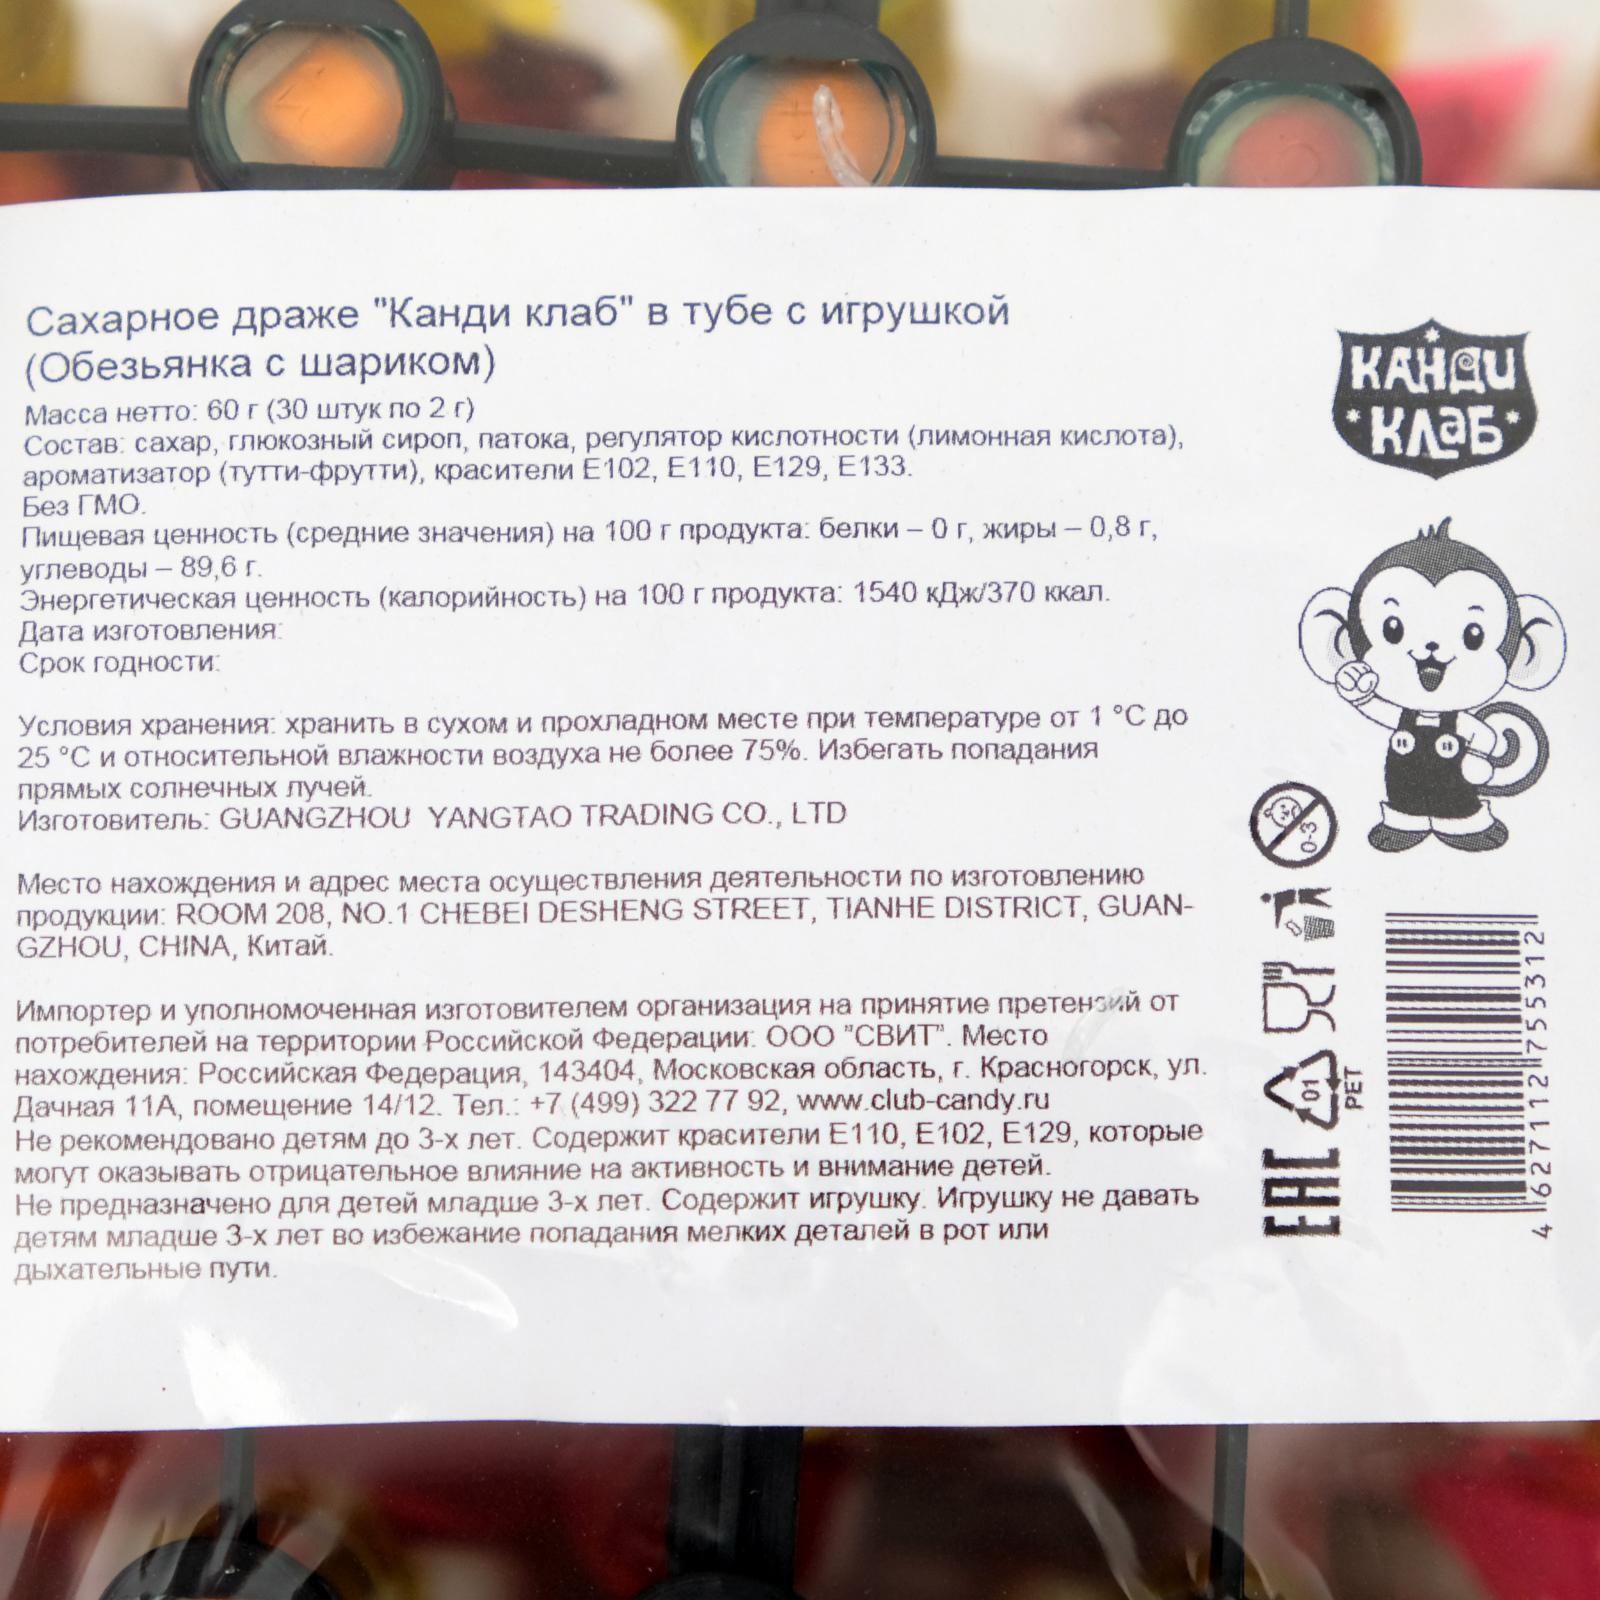 Сахарное драже "Канди клаб" в тубе с игрушкой
(Обезьянка с шариком)
Масса нетто: 60 г (30 штук по 2 г)
Состав: сахар, глюкозный сироп, патока, регулятор кислотности (лимонная кислота),
ароматизатор (тутти-фрутти), красители Е102, Е110, Е129, Е133.
Без ГМО.
Пищевая ценность (средние значения) на 100 г продукта: белки – 0 г, жиры – 0,8 г,
углеводы – 89,6 г.
Энергетическая ценность (калорийность) на 100 г продукта: 1540 кДж/370 ккал.
Дата изготовления:
Срок годности:
Условия хранения: хранить в сухом и прохладном месте при температуре от 1 °С до
25 °С и относительной влажности воздуха не более 75%. Избегать попадания
прямых солнечных лучей.
Изготовитель: GUANGZHOU YANGTAO TRADING CO., LTD
Место нахождения и адрес места осуществления деятельности по изготовлению
продукции: ROOM 208, NO.1 CHEBEI DESHENG STREET, TIANHE DISTRICT, GUAN-
GZHOU, CHINA, Китай.
Импортер и уполномоченная изготовителем организация на принятие претензий от
потребителей на территории Российской Федерации: ООО "СВИТ". Место
нахождения: Российская Федерация, 143404, Московская область, г. Красногорск, ул.
Дачная 11А, помещение 14/12. Тел.: +7 (499) 322 77 92, www.club-candy.ru
Не рекомендовано детям до 3-х лет. Содержит красители Е110, Е102, Е129, которые
могут оказывать отрицательное влияние на активность и внимание детей.
Не предназначено для детей младше 3-х лет. Содержит игрушку. Игрушку не давать
детям младше 3-х лет во избежание попадания мелких деталей в рот или
дыхательные пути.
КАНДИ
КЛаБ
0-3
01
PET
EAC
4 627112 755312